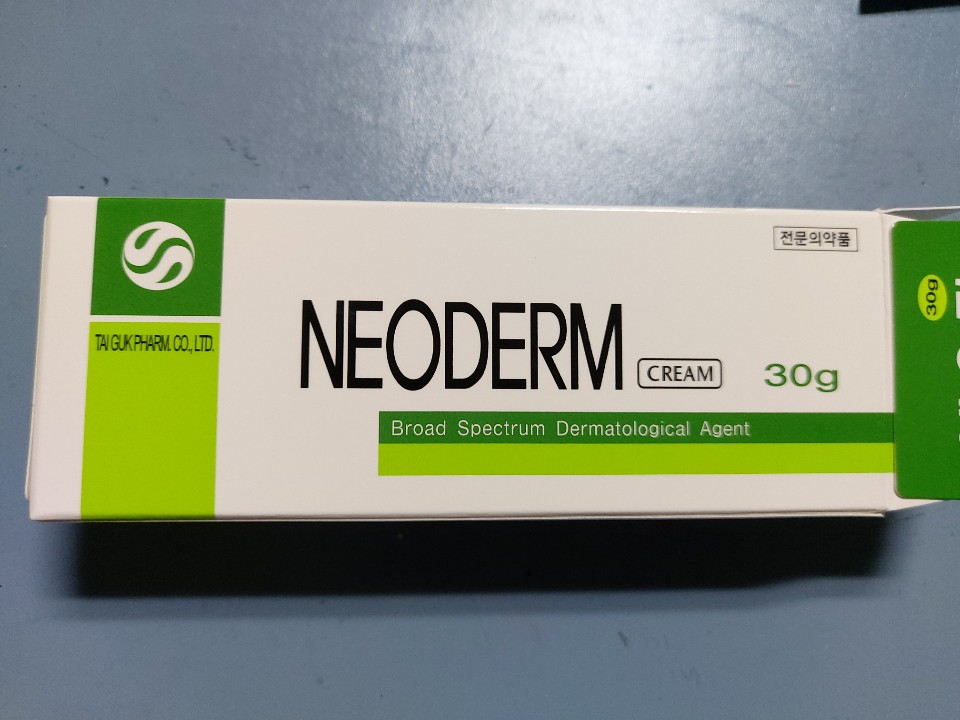 전문의약품
TAI GUK PHARM. CO., LTD.
NEODERM CREAM 30g
Broad Spectrum Dermatological Agent
30g